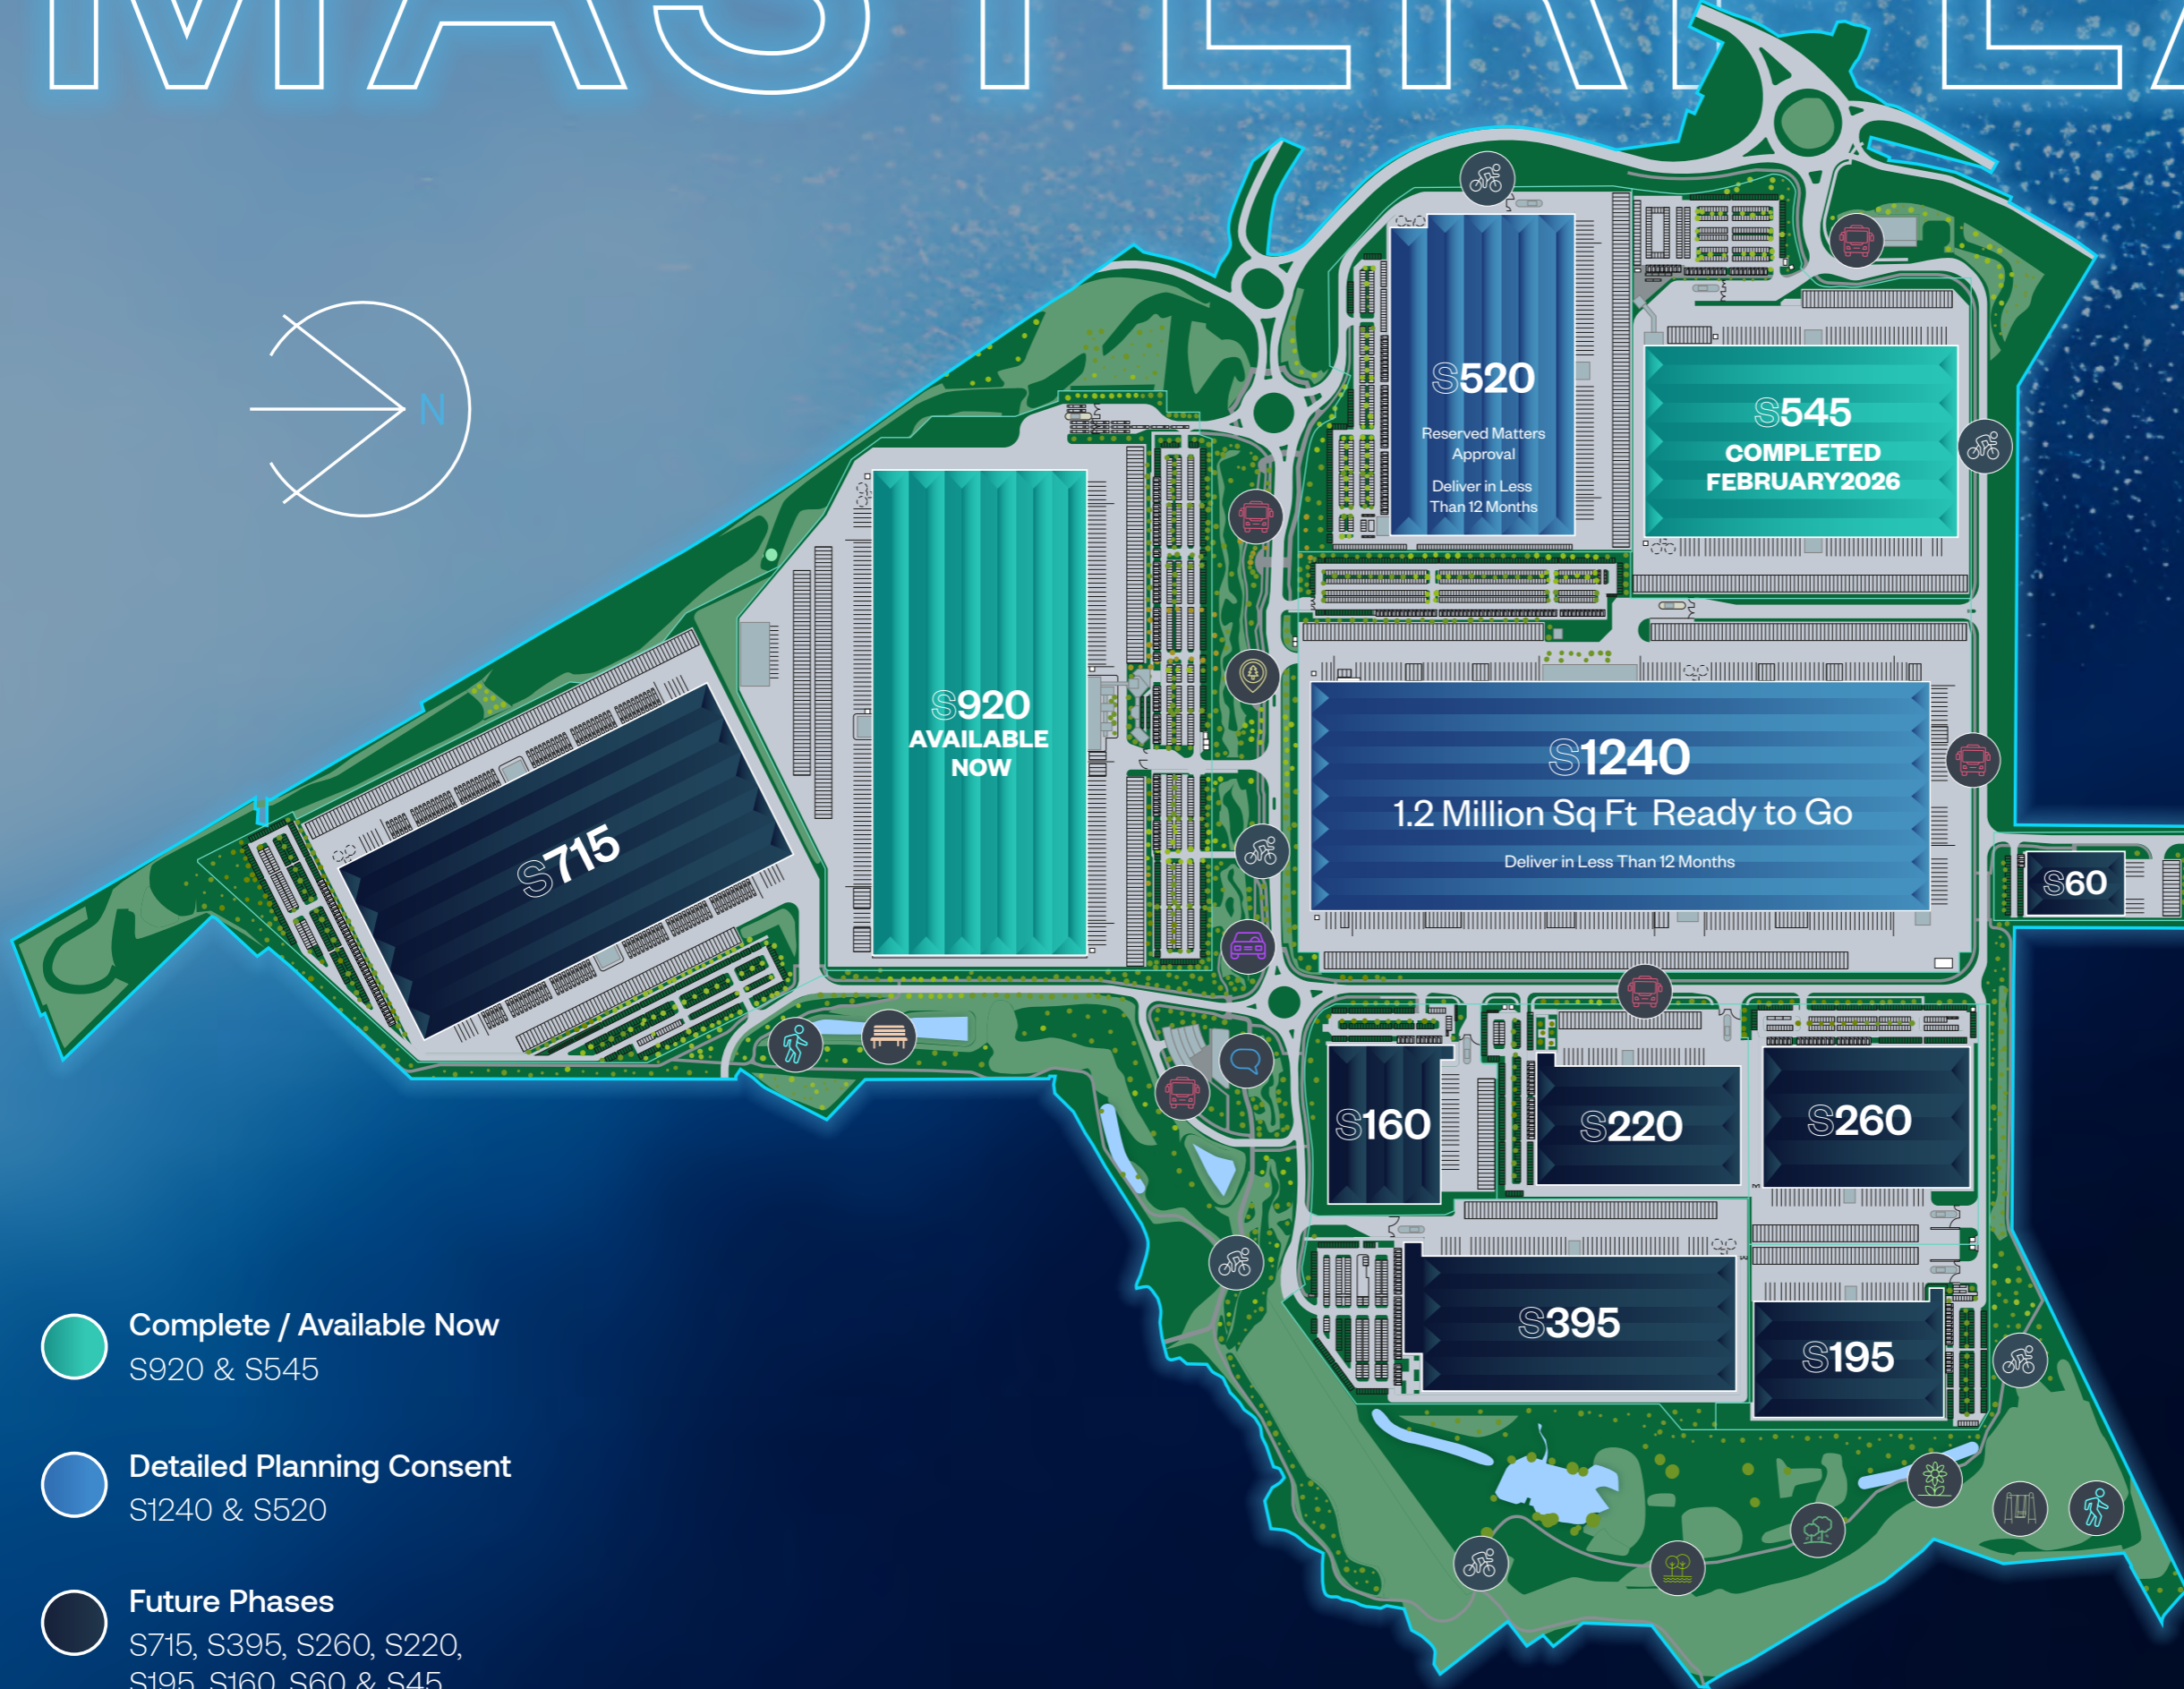 MASTERPLA
N
S520
Reserved Matters
Approval
Deliver in Less
Than 12 Months
S545
COMPLETED
FEBRUARY2026
S920
AVAILABLE
NOW
S1240
1.2 Million Sq Ft Ready to Go
Deliver in Less Than 12 Months
S715
S60
S160
S220
S260
S395
S195
Complete / Available Now
S920 & S545
Detailed Planning Consent
S1240 & S520
Future Phases
S715, S395, S260, S220,
S195, S160, S60 & S45